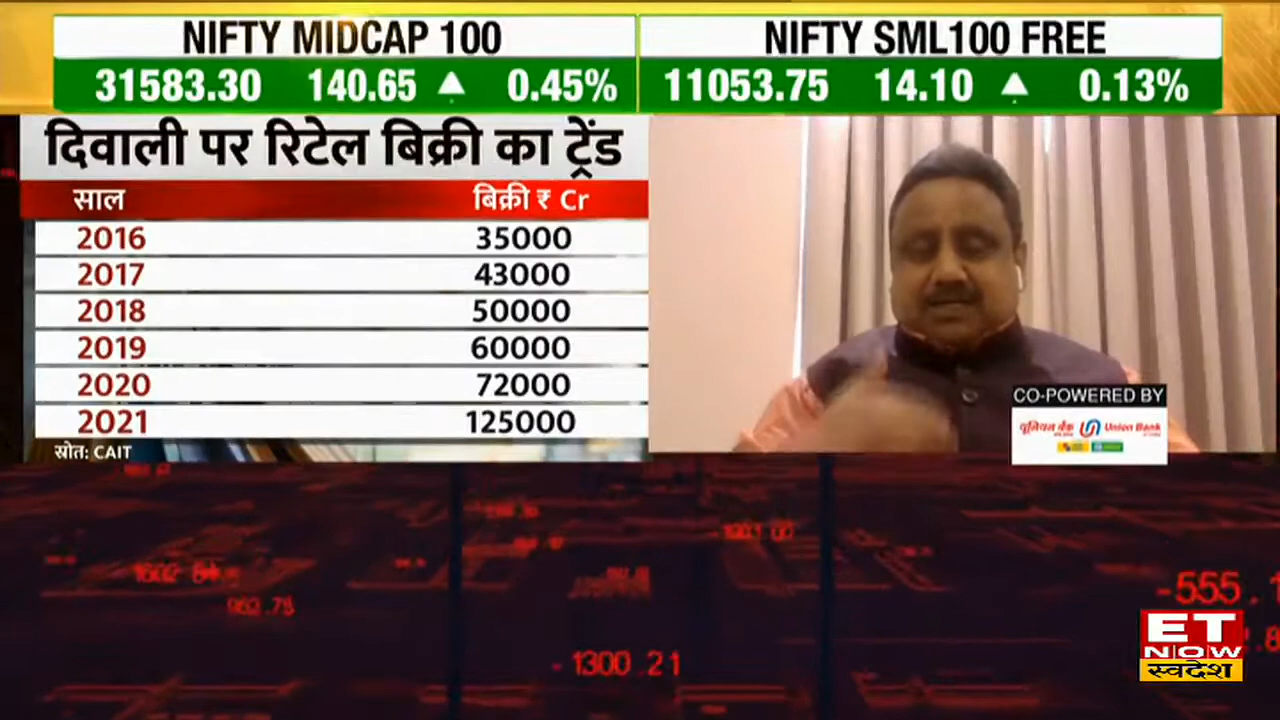 NIFTY MIDCAP 100
31583.30 140.65 ▲ 0.45%
NIFTY SML100 FREE
11053.75 14.10 ▲ 0.13%
दिवाली पर रिटेल बिक्री का ट्रेंड
साल बिक्री ₹ Cr
2016 35000
2017 43000
2018 50000
2019 60000
2020 72000
2021 125000
स्रोत: CAIT
CO-POWERED BY
यूनियन बैंक Union Bank
-1300.21
-555.1
ET
NOW
स्वदेश